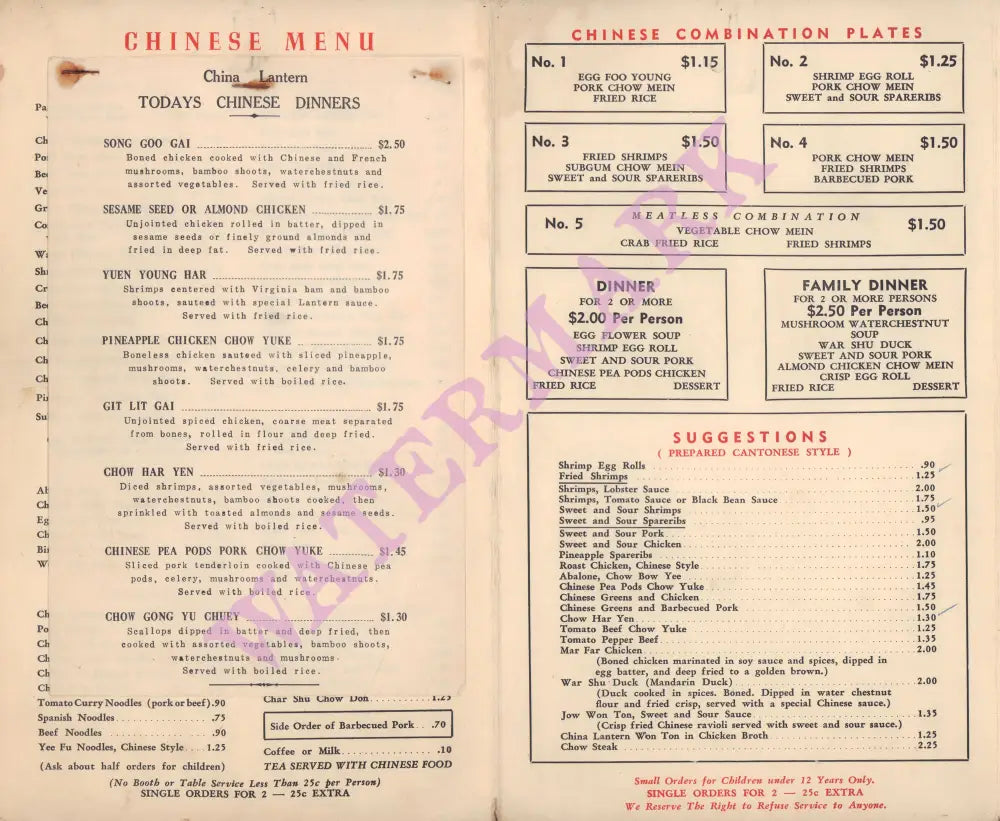 CHINESE MENU
China Lantern
TODAYS CHINESE DINNERS
SONG GOO GAI $2.50
Boned chicken cooked with Chinese and French
mushrooms, bamboo shoots, waterchestnuts and
assorted vegetables. Served with fried rice.
SESAME SEED OR ALMOND CHICKEN $1.75
Unjointed chicken rolled in batter, dipped in
sesame seeds or finely ground almonds and
fried in deep fat. Served with fried rice.
YUEN YOUNG HAR $1.75
Shrimps centered with Virginia ham and bamboo
shoots, sauteed with special Lantern sauce.
Served with fried rice.
PINEAPPLE CHICKEN CHOW YUKE $1.75
Boneless chicken sauteed with sliced pineapple,
mushrooms, waterchestnuts, celery and bamboo
shoots. Served with boiled rice.
GIT LIT GAI $1.75
Unjointed spiced chicken, coarse meat separated
from bones, rolled in flour and deep fried.
Served with fried rice.
CHOW HAR YEN $1.30
Diced shrimps, assorted vegetables, mushrooms,
waterchestnuts, bamboo shoots cooked, then
sprinkled with toasted almonds and sesame seeds.
Served with boiled rice.
CHINESE PEA PODS PORK CHOW YUKE $1.45
Sliced pork tenderloin cooked with Chinese pea
pods, celery, mushrooms and waterchestnuts.
Served with boiled rice.
CHOW GONG YU CHUEY $1.30
Scallops dipped in batter and deep fried, then
cooked with assorted vegetables, bamboo shoots,
waterchestnuts and mushrooms.
Served with boiled rice.
Tomato Curry Noodles (pork or beef) .90
Spanish Noodles .75
Beef Noodles .90
Yee Fu Noodles, Chinese Style 1.25
(Ask about half orders for children)
Char Shu Chow Don 1.25
Side Order of Barbecued Pork .70
Coffee or Milk .10
TEA SERVED WITH CHINESE FOOD
(No Booth or Table Service Less Than 25c per Person)
SINGLE ORDERS FOR 2 — 25c EXTRA
CHINESE COMBINATION PLATES
No. 1 $1.15
EGG FOO YOUNG
PORK CHOW MEIN
FRIED RICE
No. 2 $1.25
SHRIMP EGG ROLL
PORK CHOW MEIN
SWEET and SOUR SPARERIBS
No. 3 $1.50
FRIED SHRIMPS
SUBGUM CHOW MEIN
SWEET and SOUR SPARERIBS
No. 4 $1.50
PORK CHOW MEIN
FRIED SHRIMPS
BARBECUED PORK
No. 5 MEATLESS COMBINATION $1.50
VEGETABLE CHOW MEIN
CRAB FRIED RICE FRIED SHRIMPS
DINNER
FOR 2 OR MORE
$2.00 Per Person
EGG FLOWER SOUP
SHRIMP EGG ROLL
SWEET AND SOUR PORK
CHINESE PEA PODS CHICKEN
FRIED RICE DESSERT
FAMILY DINNER
FOR 2 OR MORE PERSONS
$2.50 Per Person
MUSHROOM WATERCHESTNUT
SOUP
WAR SHU DUCK
SWEET AND SOUR PORK
ALMOND CHICKEN CHOW MEIN
CRISP EGG ROLL
FRIED RICE DESSERT
SUGGESTIONS
( PREPARED CANTONESE STYLE )
Shrimp Egg Rolls .90
Fried Shrimps 1.25
Shrimps, Lobster Sauce 2.00
Shrimps, Tomato Sauce or Black Bean Sauce 1.75
Sweet and Sour Shrimps 1.50
Sweet and Sour Spareribs .95
Sweet and Sour Pork 1.50
Sweet and Sour Chicken 2.00
Pineapple Spareribs 1.10
Roast Chicken, Chinese Style 1.75
Abalone, Chow Bow Yee 1.25
Chinese Pea Pods Chow Yuke 1.45
Chinese Greens and Chicken 1.75
Chinese Greens and Barbecued Pork 1.50
Chow Har Yen 1.30
Tomato Beef Chow Yuke 1.25
Tomato Pepper Beef 1.35
Mar Far Chicken 2.00
(Boned chicken marinated in soy sauce and spices, dipped in
egg batter, and deep fried to a golden brown.)
War Shu Duck (Mandarin Duck) 2.00
(Duck cooked in spices. Boned. Dipped in water chestnut
flour and fried crisp, served with a special Chinese sauce.)
Jow Won Ton, Sweet and Sour Sauce 1.35
(Crisp fried Chinese ravioli served with sweet and sour sauce.)
China Lantern Won Ton in Chicken Broth 1.25
Chow Steak 2.25
Small Orders for Children under 12 Years Only.
SINGLE ORDERS FOR 2 — 25c EXTRA
We Reserve The Right to Refuse Service to Anyone.
WATERMARK